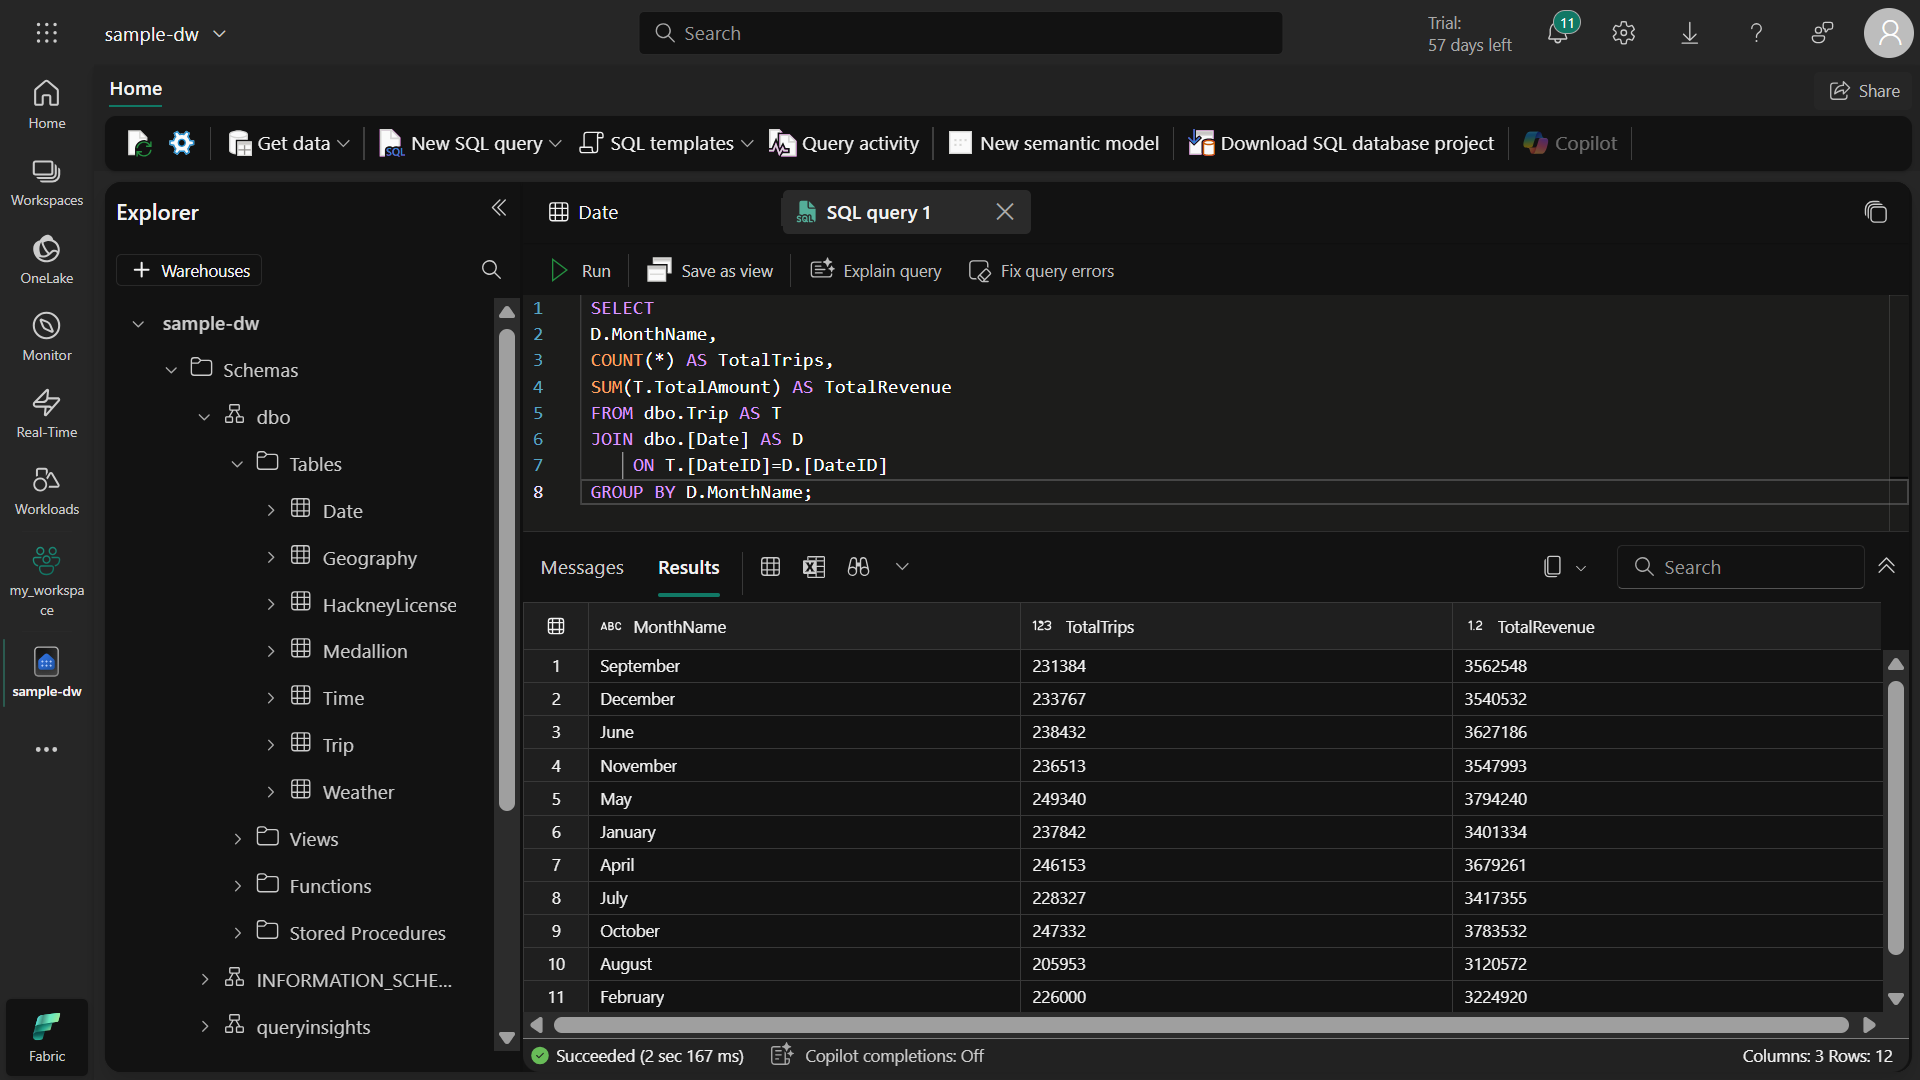 sample-dw
Search
Trial:
57 days left
11
Home
Share
Get data
New SQL query
SQL templates
Query activity
New semantic model
Download SQL database project
Copilot
Home
Workspaces
OneLake
Monitor
Real-Time
Workloads
my_workspa
ce
sample-dw
Fabric
Explorer
Warehouses
sample-dw
Schemas
dbo
Tables
Date
Geography
HackneyLicense
Medallion
Time
Trip
Weather
Views
Functions
Stored Procedures
INFORMATION_SCHE...
queryinsights
Date
SQL query 1
Run
Save as view
Explain query
Fix query errors
1 SELECT
2 D.MonthName,
3 COUNT(*) AS TotalTrips,
4 SUM(T.TotalAmount) AS TotalRevenue
5 FROM dbo.Trip AS T
6 JOIN dbo.[Date] AS D
7 ON T.[DateID]=D.[DateID]
8 GROUP BY D.MonthName;
Messages
Results
Search
ABC MonthName 123 TotalTrips 1.2 TotalRevenue
1 September 231384 3562548
2 December 233767 3540532
3 June 238432 3627186
4 November 236513 3547993
5 May 249340 3794240
6 January 237842 3401334
7 April 246153 3679261
8 July 228327 3417355
9 October 247332 3783532
10 August 205953 3120572
11 February 226000 3224920
Succeeded (2 sec 167 ms)
Copilot completions: Off
Columns: 3 Rows: 12